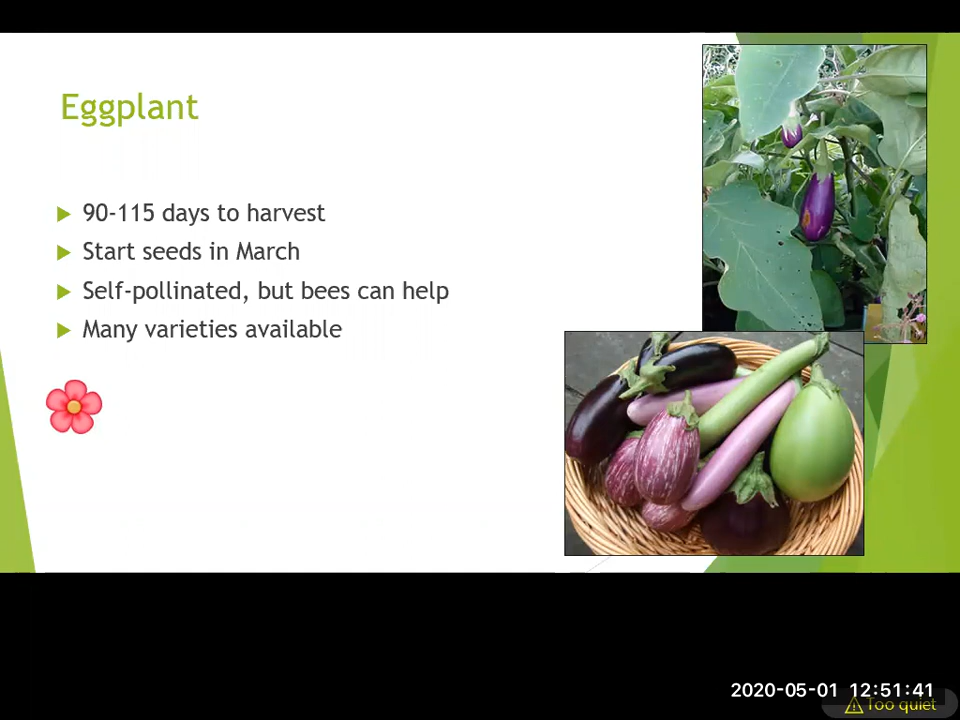 Eggplant
90-115 days to harvest
Start seeds in March
Self-pollinated, but bees can help
Many varieties available
2020-05-01 12:51:41
Too quiet